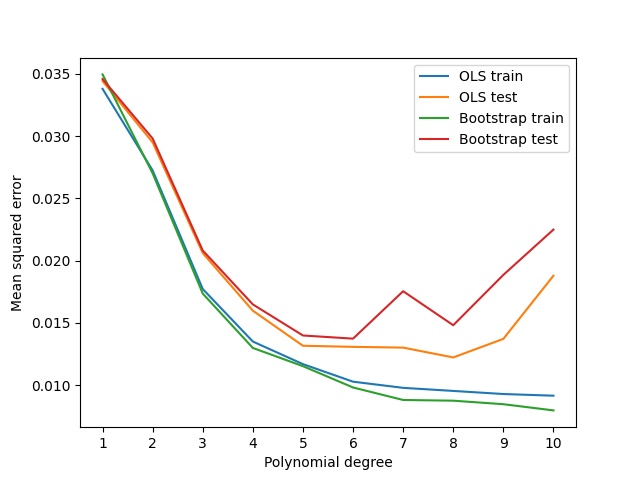 OLS train
OLS test
Bootstrap train
Bootstrap test
0.035
0.030
0.025
0.020
0.015
0.010
Mean squared error
1 2 3 4 5 6 7 8 9 10
Polynomial degree